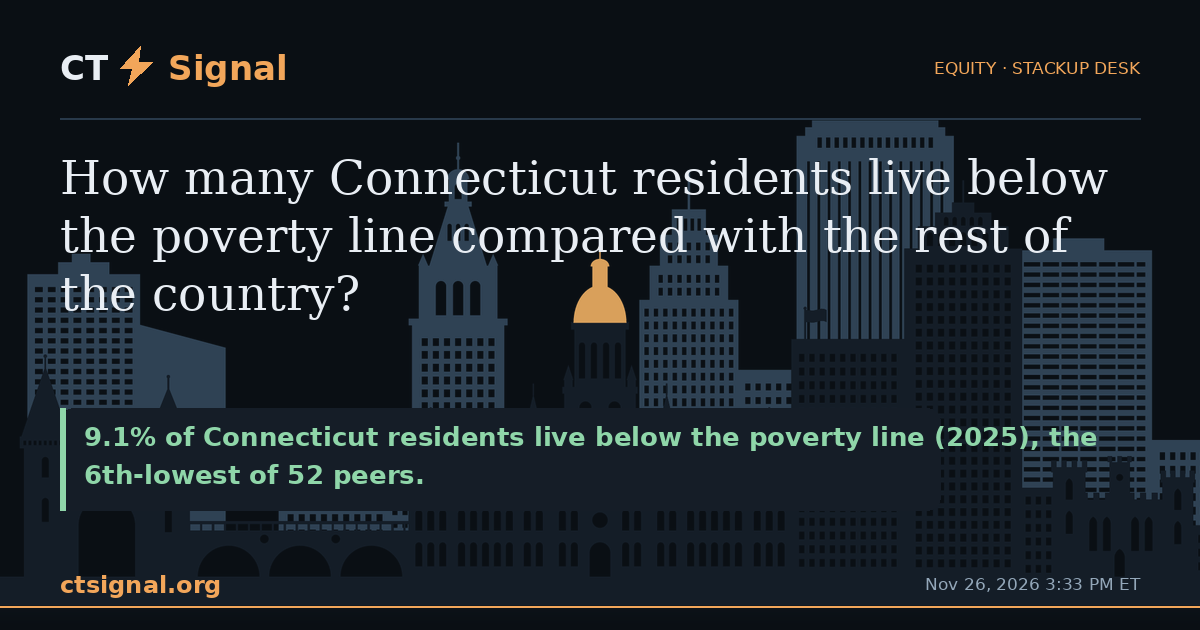 CT Signal
EQUITY · STACKUP DESK
How many Connecticut residents live below
the poverty line compared with the rest of
the country?
9.1% of Connecticut residents live below the poverty line (2025), the
6th-lowest of 52 peers.
ctsignal.org
Nov 26, 2026 3:33 PM ET